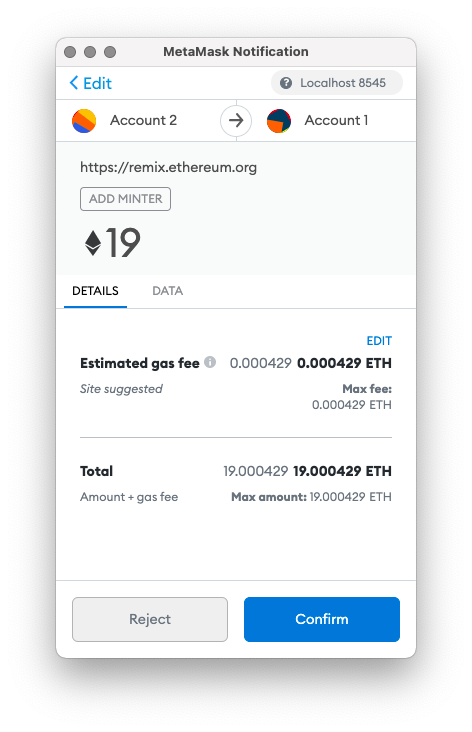 MetaMask Notification
Edit
? Localhost 8545
Account 2
Account 1
https://remix.ethereum.org
ADD MINTER
19
DETAILS
DATA
EDIT
Estimated gas fee i 0.000429 0.000429 ETH
Site suggested
Max fee:
0.000429 ETH
Total 19.000429 19.000429 ETH
Amount + gas fee Max amount: 19.000429 ETH
Reject
Confirm